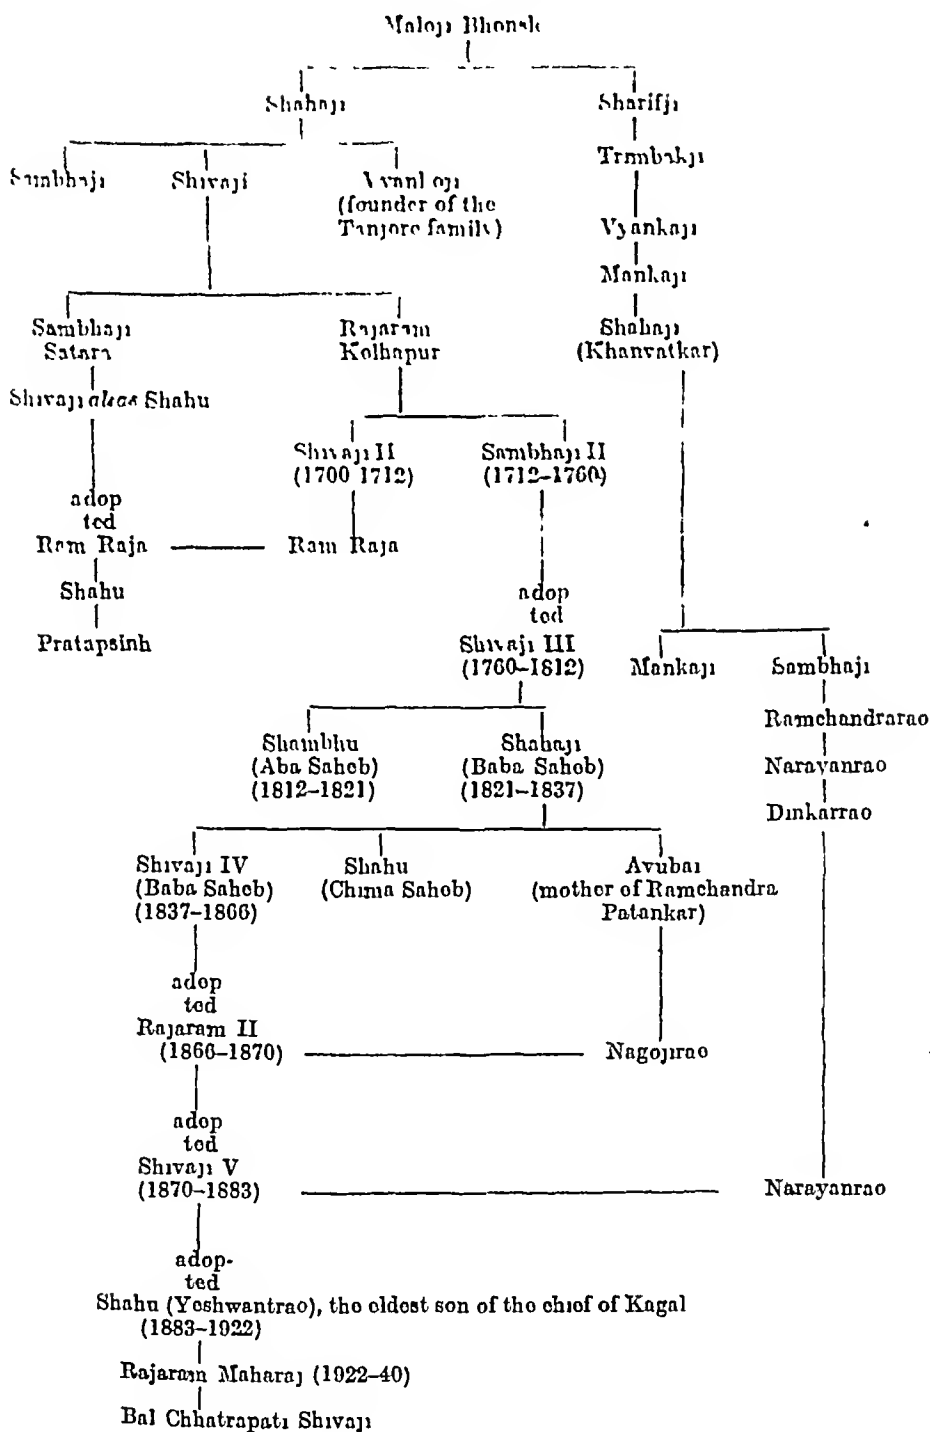 Maloji Bhonsle
Shahaji Sharifji
Trimbakji
Sambhaji Shivaji Vyankoji
(founder of the
Tanjore family)
Vyankaji
Mankaji
Sambhaji Rajaram Shahaji
Satara Kolhapur (Khanvatkar)
Shivaji alias Shahu
Shivaji II Sambhaji II
(1700 1712) (1712–1760)
adop
ted
Ram Raja Ram Raja
Shahu
adop
ted
Pratapsinh
Shivaji III
(1760–1812)
Mankaji Sambhaji
Ramchandrarao
Shambhu Shahaji
(Aba Saheb) (Baba Saheb)
(1812–1821) (1821–1837)
Narayanrao
Dinkarrao
Shivaji IV Shahu Avubai
(Baba Saheb) (Chima Saheb) (mother of Ramchandra
(1837–1866) Patankar)
adop
ted
Rajaram II
(1866–1870) Nagojirao
adop
ted
Shivaji V
(1870–1883) Narayanrao
adop-
ted
Shahu (Yeshwantrao), the eldest son of the chief of Kagal
(1883–1922)
Rajaram Maharaj (1922–40)
Bal Chhatrapati Shivaji